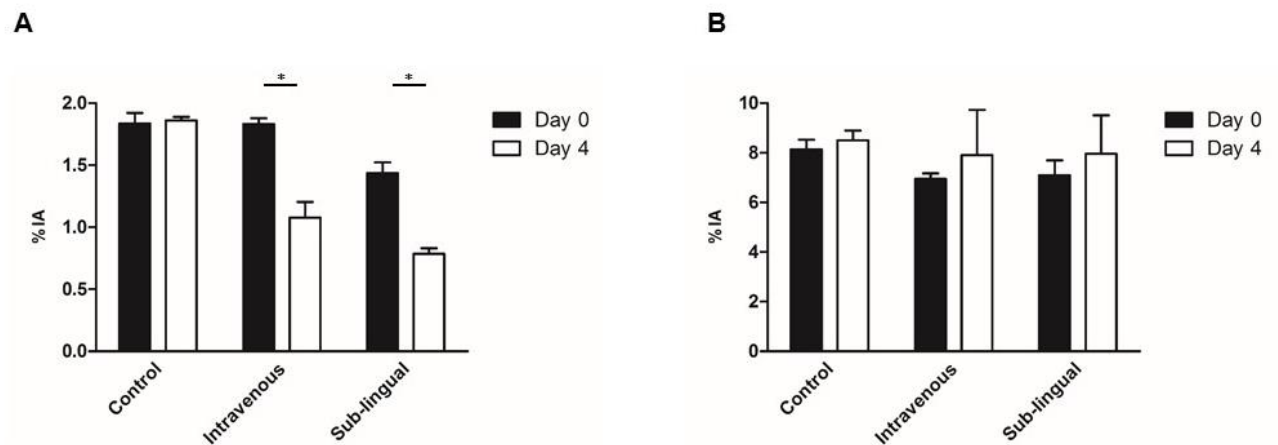 A
B
* *
2.0
1.5
1.0
0.5
0.0
%IA
Control
Intravenous
Sub-lingual
Day 0
Day 4
10
8
6
4
2
0
%IA
Control
Intravenous
Sub-lingual
Day 0
Day 4